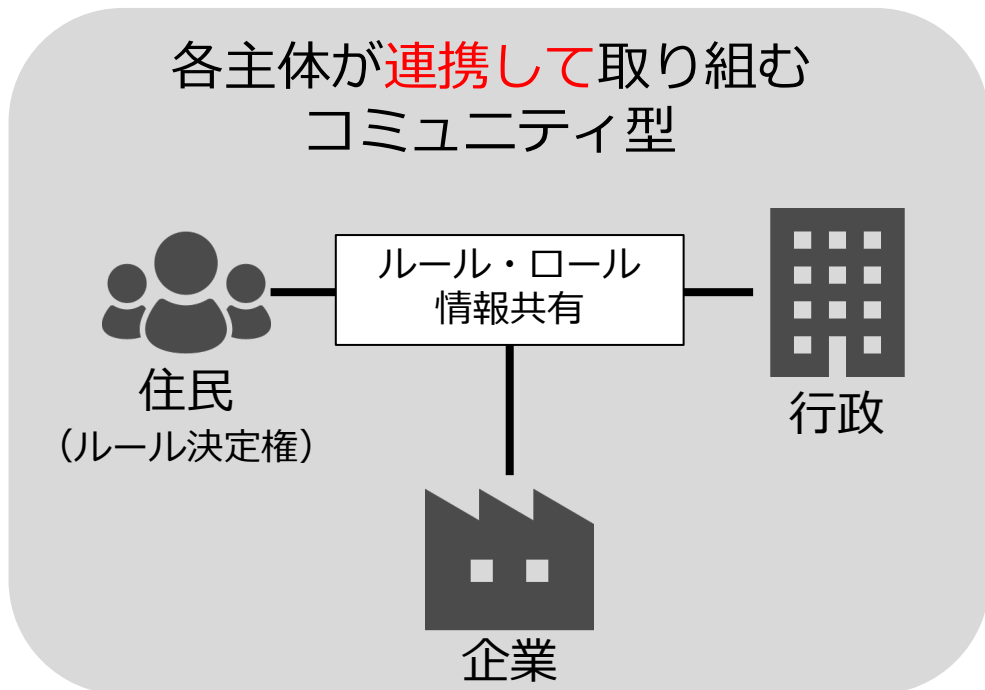 各主体が連携して取り組む
コミュニティ型
ルール・ロール
情報共有
住民
（ルール決定権）
行政
企業